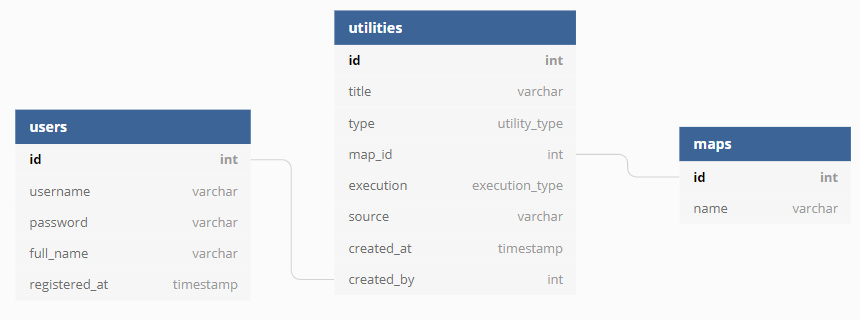 users
id int
username varchar
password varchar
full_name varchar
registered_at timestamp
utilities
id int
title varchar
type utility_type
map_id int
execution execution_type
source varchar
created_at timestamp
created_by int
maps
id int
name varchar